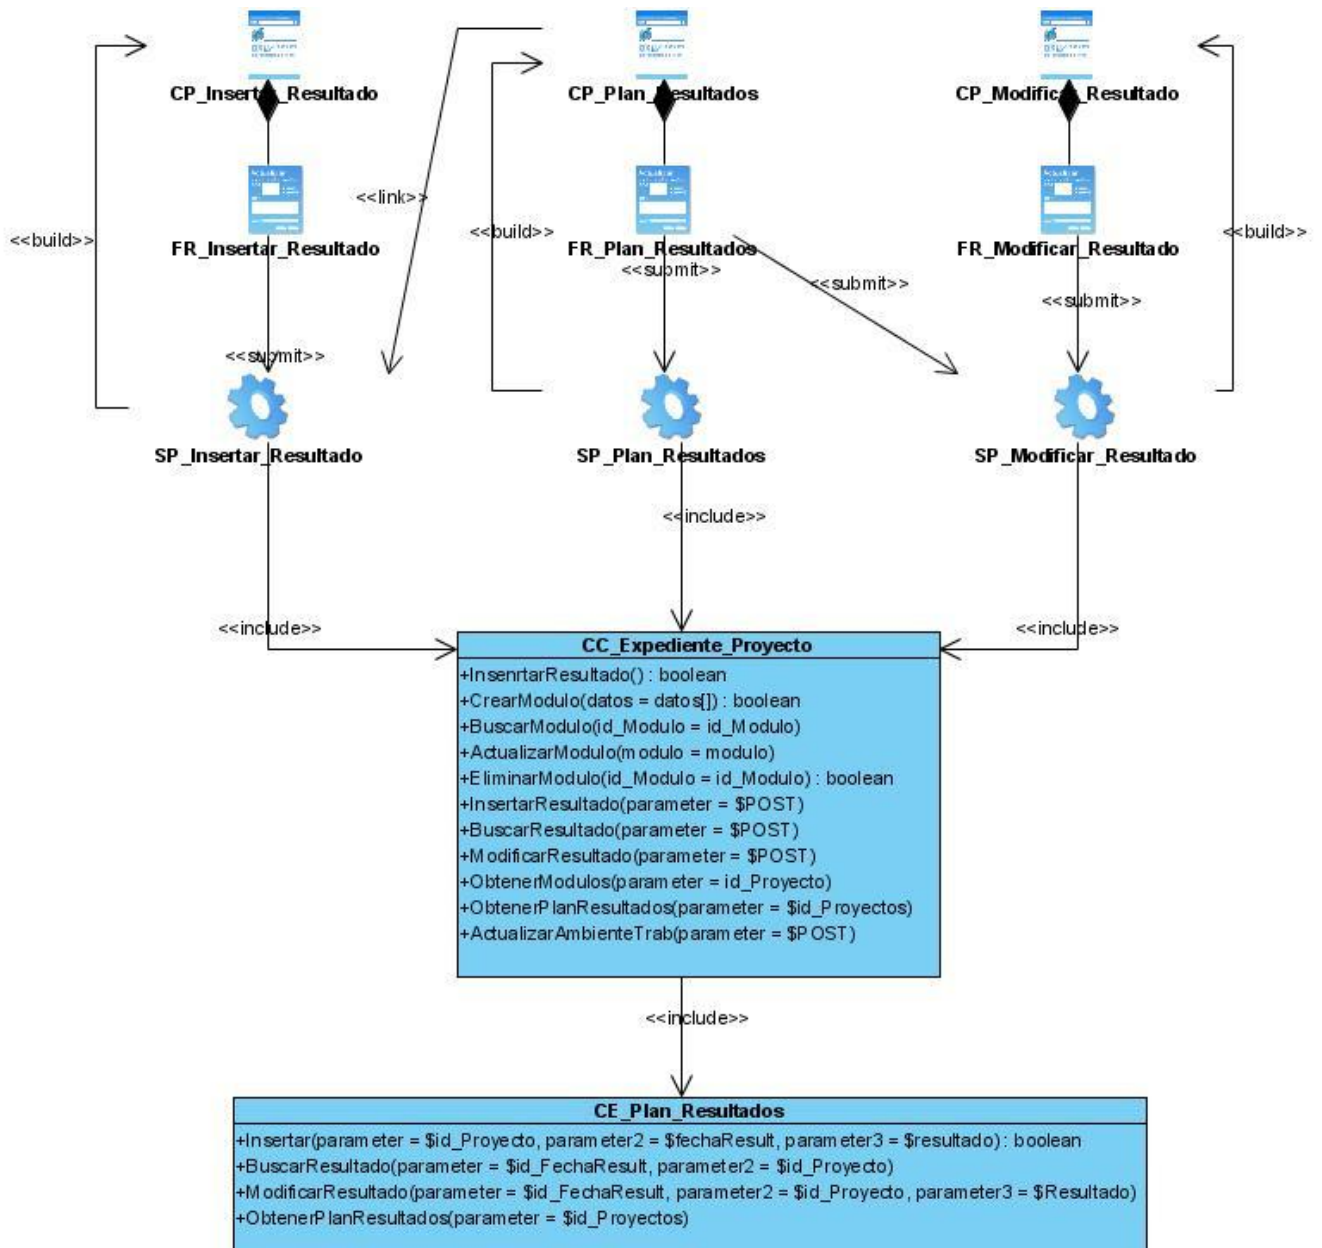 CP_Insertar_Resultado
CP_Plan_Resultados
CP_Modificar_Resultado
<<link>>
<<build>>
FR_Insertar_Resultado
<<build>>
FR_Plan_Resultados
FR_Modificar_Resultado
<<build>>
<<submit>>
<<submit>>
<<submit>>
<<submit>>
SP_Insertar_Resultado
SP_Plan_Resultados
SP_Modificar_Resultado
<<include>>
<<include>>
<<include>>
CC_Expediente_Proyecto
+InsenrtarResultado() : boolean
+CrearModulo(datos = datos[]) : boolean
+BuscarModulo(id_Modulo = id_Modulo)
+ActualizarModulo(modulo = modulo)
+EliminarModulo(id_Modulo = id_Modulo) : boolean
+InsertarResultado(parameter = $POST)
+BuscarResultado(parameter = $POST)
+ModificarResultado(parameter = $POST)
+ObtenerModulos(parameter = id_Proyecto)
+ObtenerPlanResultados(parameter = $id_Proyectos)
+ActualizarAmbienteTrab(parameter = $POST)
<<include>>
CE_Plan_Resultados
+Insertar(parameter = $id_Proyecto, parameter2 = $fechaResult, parameter3 = $resultado) : boolean
+BuscarResultado(parameter = $id_FechaResult, parameter2 = $id_Proyecto)
+ModificarResultado(parameter = $id_FechaResult, parameter2 = $id_Proyecto, parameter3 = $Resultado)
+ObtenerPlanResultados(parameter = $id_Proyectos)